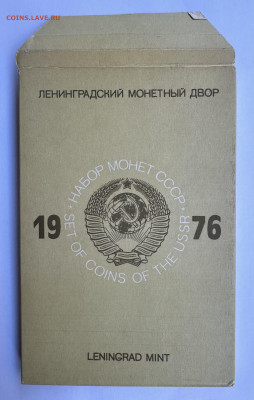 COINS.LAVE.RU
ЛЕНИНГРАДСКИЙ МОНЕТНЫЙ ДВОР
НАБОР МОНЕТ СССР
19 76
SET OF COINS OF THE USSR
LENINGRAD MINT